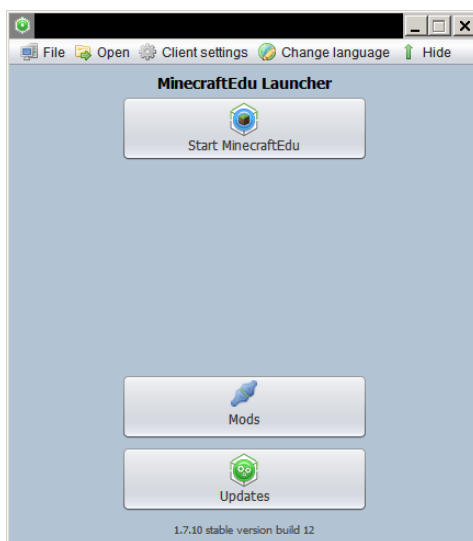 File Open Client settings Change language Hide
MinecraftEdu Launcher
Start MinecraftEdu
Mods
Updates
1.7.10 stable version build 12